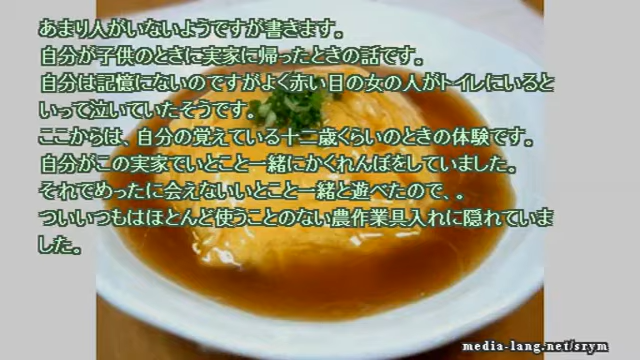 あまり人がいないようですが書きます。
自分が子供のときに実家に帰ったときの話です。
自分は記憶にないのですがよく赤い目の女の人がトイレにいると
いって泣いていたそうです。
ここからは、自分の覚えている十二歳くらいのときの体験です。
自分がこの実家でいとこと一緒にかくれんぼをしていました。
それでめったに会えないいとこと一緒と遊べたので、。
ついいつもはほとんど使うことのない農作業具入れに隠れていま
した。
media-lang.net/srym